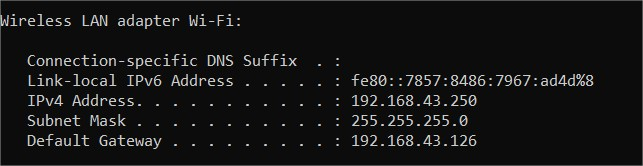 Wireless LAN adapter Wi-Fi:
Connection-specific DNS Suffix  . :
Link-local IPv6 Address . . . . . : fe80::7857:8486:7967:ad4d%8
IPv4 Address. . . . . . . . . . . : 192.168.43.250
Subnet Mask . . . . . . . . . . . : 255.255.255.0
Default Gateway . . . . . . . . . : 192.168.43.126